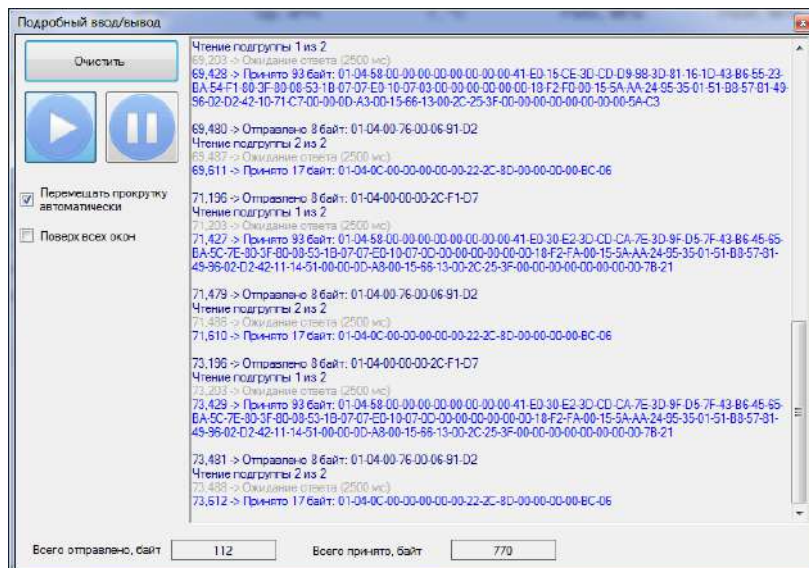 Подробный ввод/вывод
Очистить
Перемещать прокрутку
автоматически
Поверх всех окон
Чтение подгруппы 1 из 2
69,203 -> Ожидание ответа (2500 мс)
69,428 -> Принято 93 байт: 01-04-58-00-00-00-00-00-00-00-00-41-E0-15-CE-3D-CD-D9-98-3D-81-16-1D-43-B6-55-23-
BA-54-F1-80-3F-80-08-53-1B-07-07-E0-10-07-03-00-00-00-00-00-00-18-F2-F0-00-15-5A-AA-24-95-35-01-51-B8-57-81-49-
96-02-D2-42-10-71-C7-00-00-0D-A3-00-15-66-13-00-2C-25-3F-00-00-00-00-00-00-00-00-5A-C3
69,480 -> Отправлено 8 байт: 01-04-00-76-00-06-91-D2
Чтение подгруппы 2 из 2
69,487 -> Ожидание ответа (2500 мс)
69,611 -> Принято 17 байт: 01-04-0C-00-00-00-00-00-22-2C-8D-00-00-00-00-BC-06
71,196 -> Отправлено 8 байт: 01-04-00-00-00-2C-F1-D7
Чтение подгруппы 1 из 2
71,203 -> Ожидание ответа (2500 мс)
71,427 -> Принято 93 байт: 01-04-58-00-00-00-00-00-00-00-00-41-E0-30-E2-3D-CD-CA-7E-3D-9F-D5-7F-43-B6-45-65-
BA-5C-7E-80-3F-80-08-53-1B-07-07-E0-10-07-0D-00-00-00-00-00-00-18-F2-FA-00-15-5A-AA-24-95-35-01-51-B8-57-81-
49-96-02-D2-42-11-14-51-00-00-0D-A8-00-15-66-13-00-2C-25-3F-00-00-00-00-00-00-00-00-7B-21
71,479 -> Отправлено 8 байт: 01-04-00-76-00-06-91-D2
Чтение подгруппы 2 из 2
71,486 -> Ожидание ответа (2500 мс)
71,610 -> Принято 17 байт: 01-04-0C-00-00-00-00-00-22-2C-8D-00-00-00-00-BC-06
73,196 -> Отправлено 8 байт: 01-04-00-00-00-2C-F1-D7
Чтение подгруппы 1 из 2
73,203 -> Ожидание ответа (2500 мс)
73,429 -> Принято 93 байт: 01-04-58-00-00-00-00-00-00-00-00-41-E0-30-E2-3D-CD-CA-7E-3D-9F-D5-7F-43-B6-45-65-
BA-5C-7E-80-3F-80-08-53-1B-07-07-E0-10-07-0D-00-00-00-00-00-00-18-F2-FA-00-15-5A-AA-24-95-35-01-51-B8-57-81-
49-96-02-D2-42-11-14-51-00-00-0D-A8-00-15-66-13-00-2C-25-3F-00-00-00-00-00-00-00-00-7B-21
73,481 -> Отправлено 8 байт: 01-04-00-76-00-06-91-D2
Чтение подгруппы 2 из 2
73,488 -> Ожидание ответа (2500 мс)
73,612 -> Принято 17 байт: 01-04-0C-00-00-00-00-00-22-2C-8D-00-00-00-00-BC-06
Всего отправлено, байт 112 Всего принято, байт 770